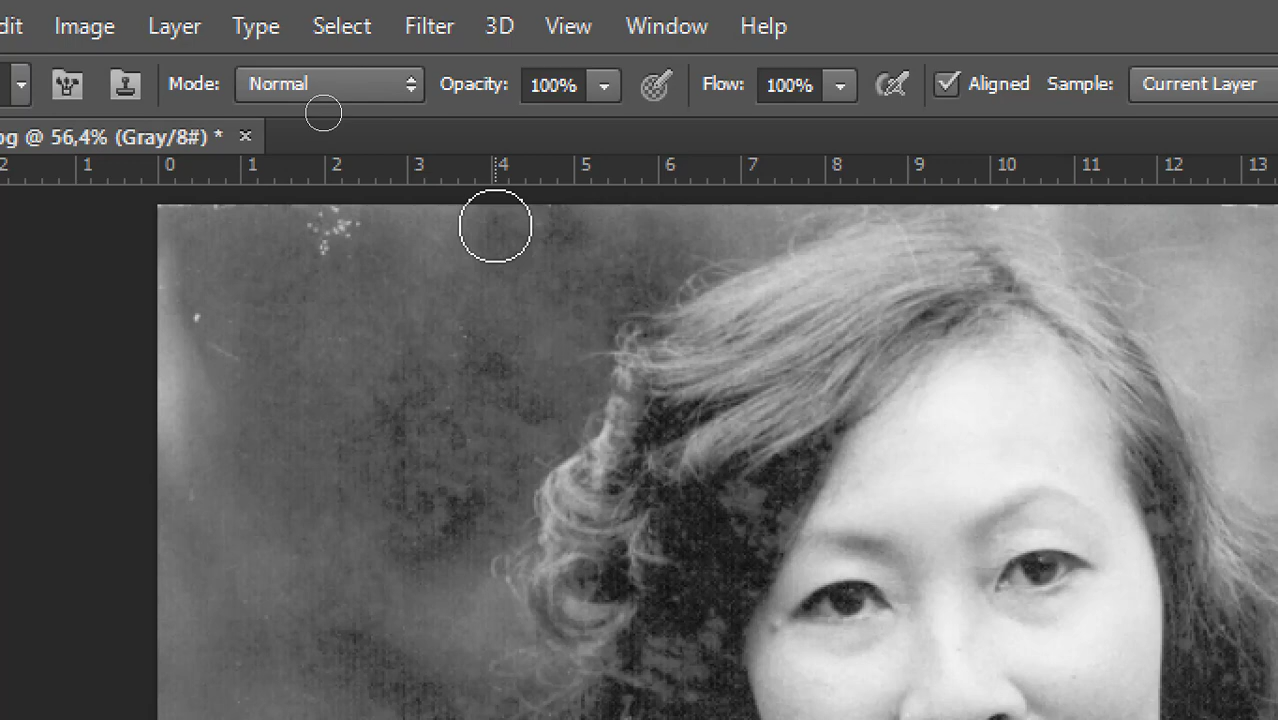 dit Image Layer Type Select Filter 3D View Window Help
Mode: Normal Opacity: 100% Flow: 100% Aligned Sample: Current Layer
og @ 56,4% (Gray/8#) * ×
2 1 0 1 2 3 4 5 6 7 8 9 10 11 12 13